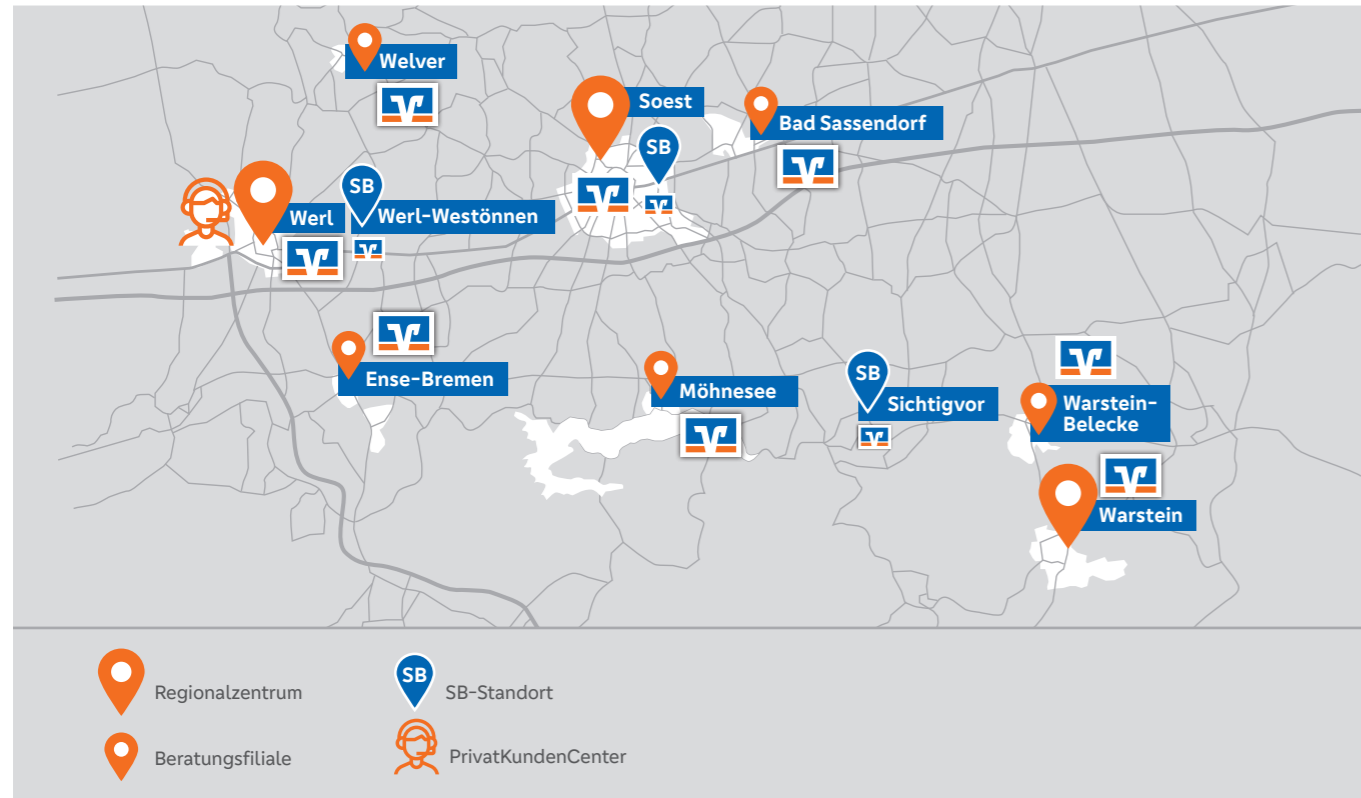 Welver
Soest
SB
Bad Sassendorf
SB
Werl
Werl-Westönnen
Ense-Bremen
Möhnesee
SB
Sichtigvor
Warstein-
Belecke
Warstein
Regionalzentrum
SB
SB-Standort
Beratungsfiliale
PrivatKundenCenter